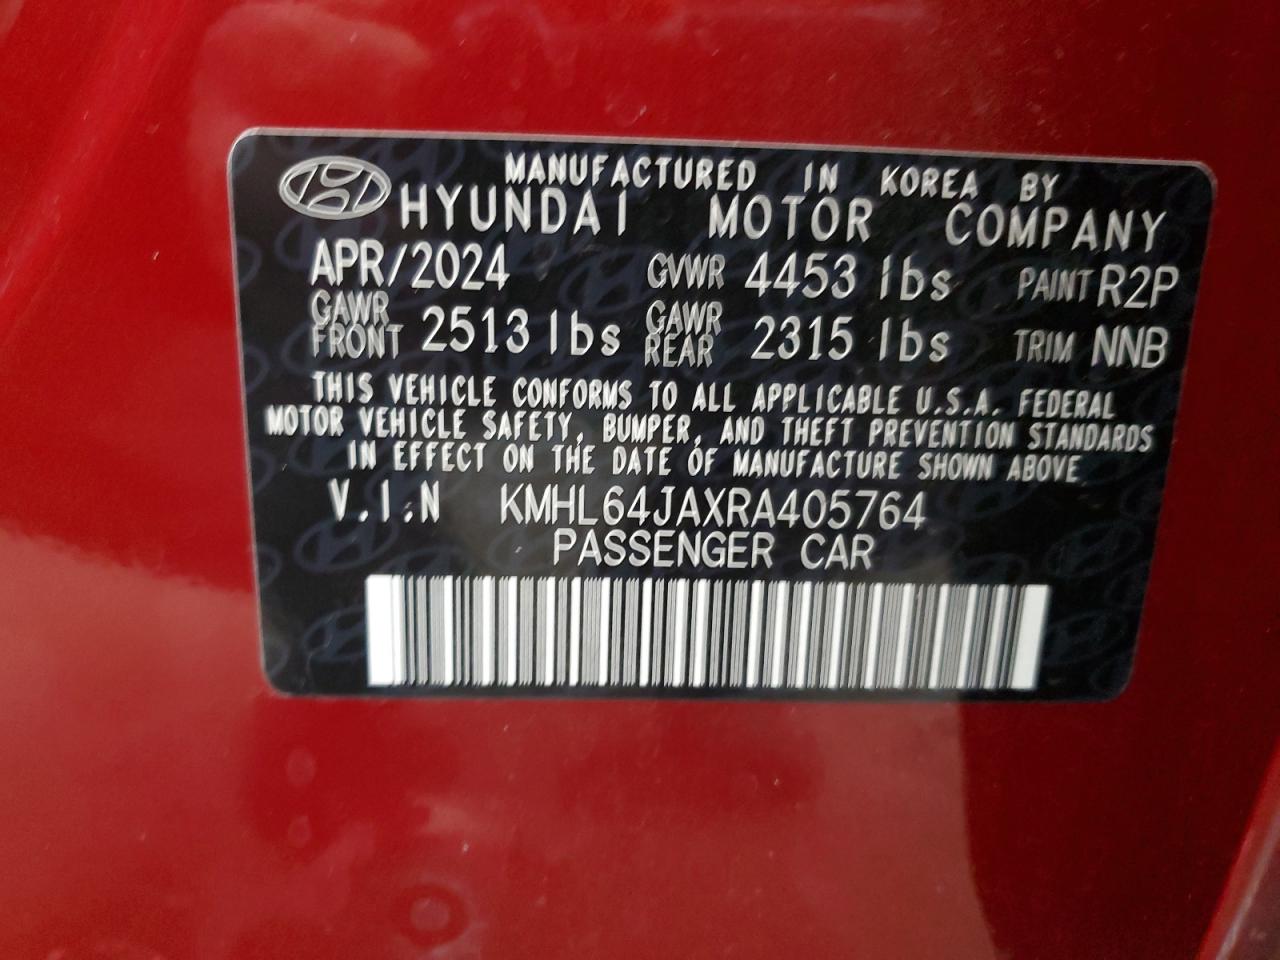 MANUFACTURED IN KOREA BY
HYUNDAI MOTOR COMPANY
APR/2024 GVWR 4453 lbs PAINT R2P
GAWR FRONT 2513 lbs GAWR REAR 2315 lbs TRIM NNB
THIS VEHICLE CONFORMS TO ALL APPLICABLE U.S.A. FEDERAL
MOTOR VEHICLE SAFETY, BUMPER, AND THEFT PREVENTION STANDARDS
IN EFFECT ON THE DATE OF MANUFACTURE SHOWN ABOVE.
V.I.N KMHL64JAXRA405764
PASSENGER CAR